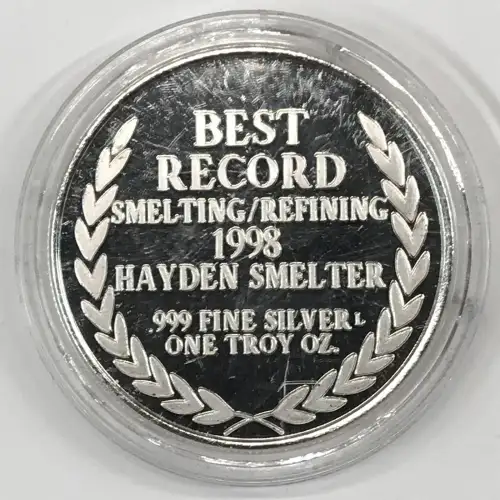 BEST
RECORD
SMELTING/REFINING
1998
HAYDEN SMELTER
.999 FINE SILVER L
ONE TROY OZ.